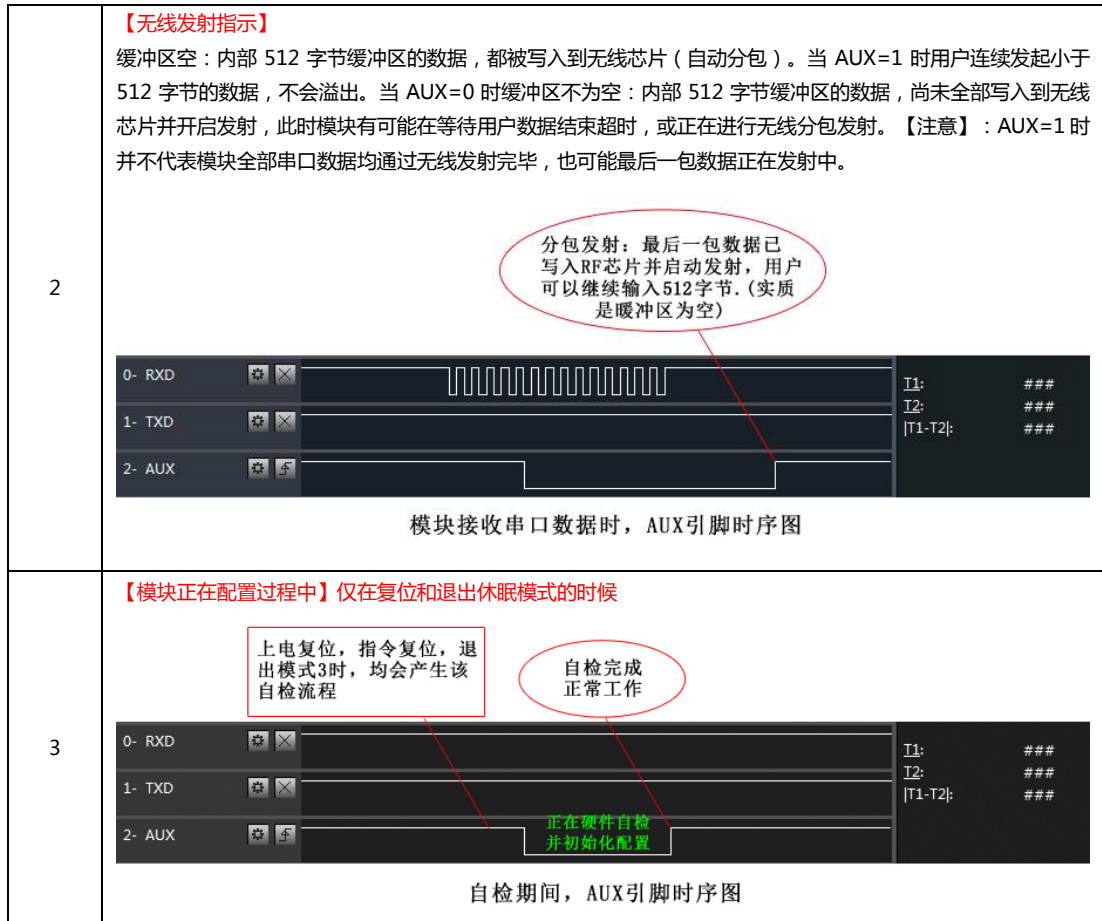 【无线发射指示】
缓冲区空：内部 512 字节缓冲区的数据，都被写入到无线芯片（自动分包）。当 AUX=1 时用户连续发起小于
512 字节的数据，不会溢出。当 AUX=0 时缓冲区不为空：内部 512 字节缓冲区的数据，尚未全部写入到无线
芯片并开启发射，此时模块有可能在等待用户数据结束超时，或正在进行无线分包发射。【注意】：AUX=1 时
并不代表模块全部串口数据均通过无线发射完毕，也可能最后一包数据正在发射中。
2
分包发射：最后一包数据已
写入RF芯片并启动发射，用户
可以继续输入512字节.(实质
是暖冲区为空)
0- RXD
1- TXD
2- AUX
T1: ###
T2: ###
|T1-T2|: ###
模块接收串口数据时，AUX引脚时序图
3
【模块正在配置过程中】仅在复位和退出休眠模式的时候
上电复位，指令复位，退
出模式3时，均会产生该
自检流程
自检完成
正常工作
0- RXD
1- TXD
2- AUX
正在硬件自检
并初始化配置
T1: ###
T2: ###
|T1-T2|: ###
自检期间，AUX引脚时序图